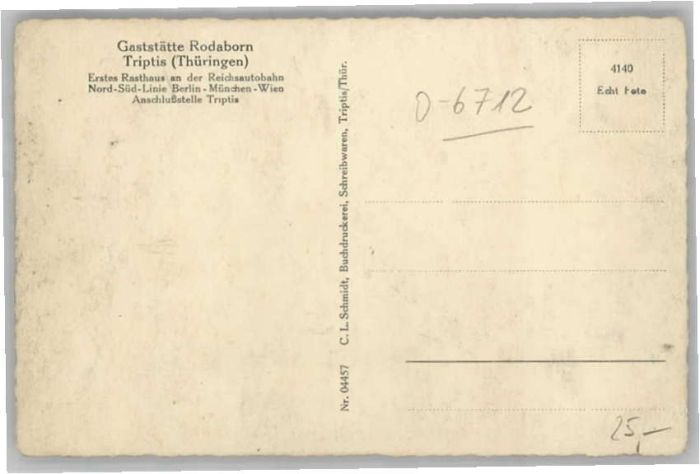 Gaststätte Rodaborn
Triptis (Thüringen)
Erstes Rasthaus an der Reichsautobahn
Nord-Süd-Linie Berlin - München - Wien
Anschlußstelle Triptis
Nr. 04457 C. L. Schmidt, Buchdruckerei, Schreibwaren, Triptis/Thür.
4140
Echt Foto
D-6712
25,-